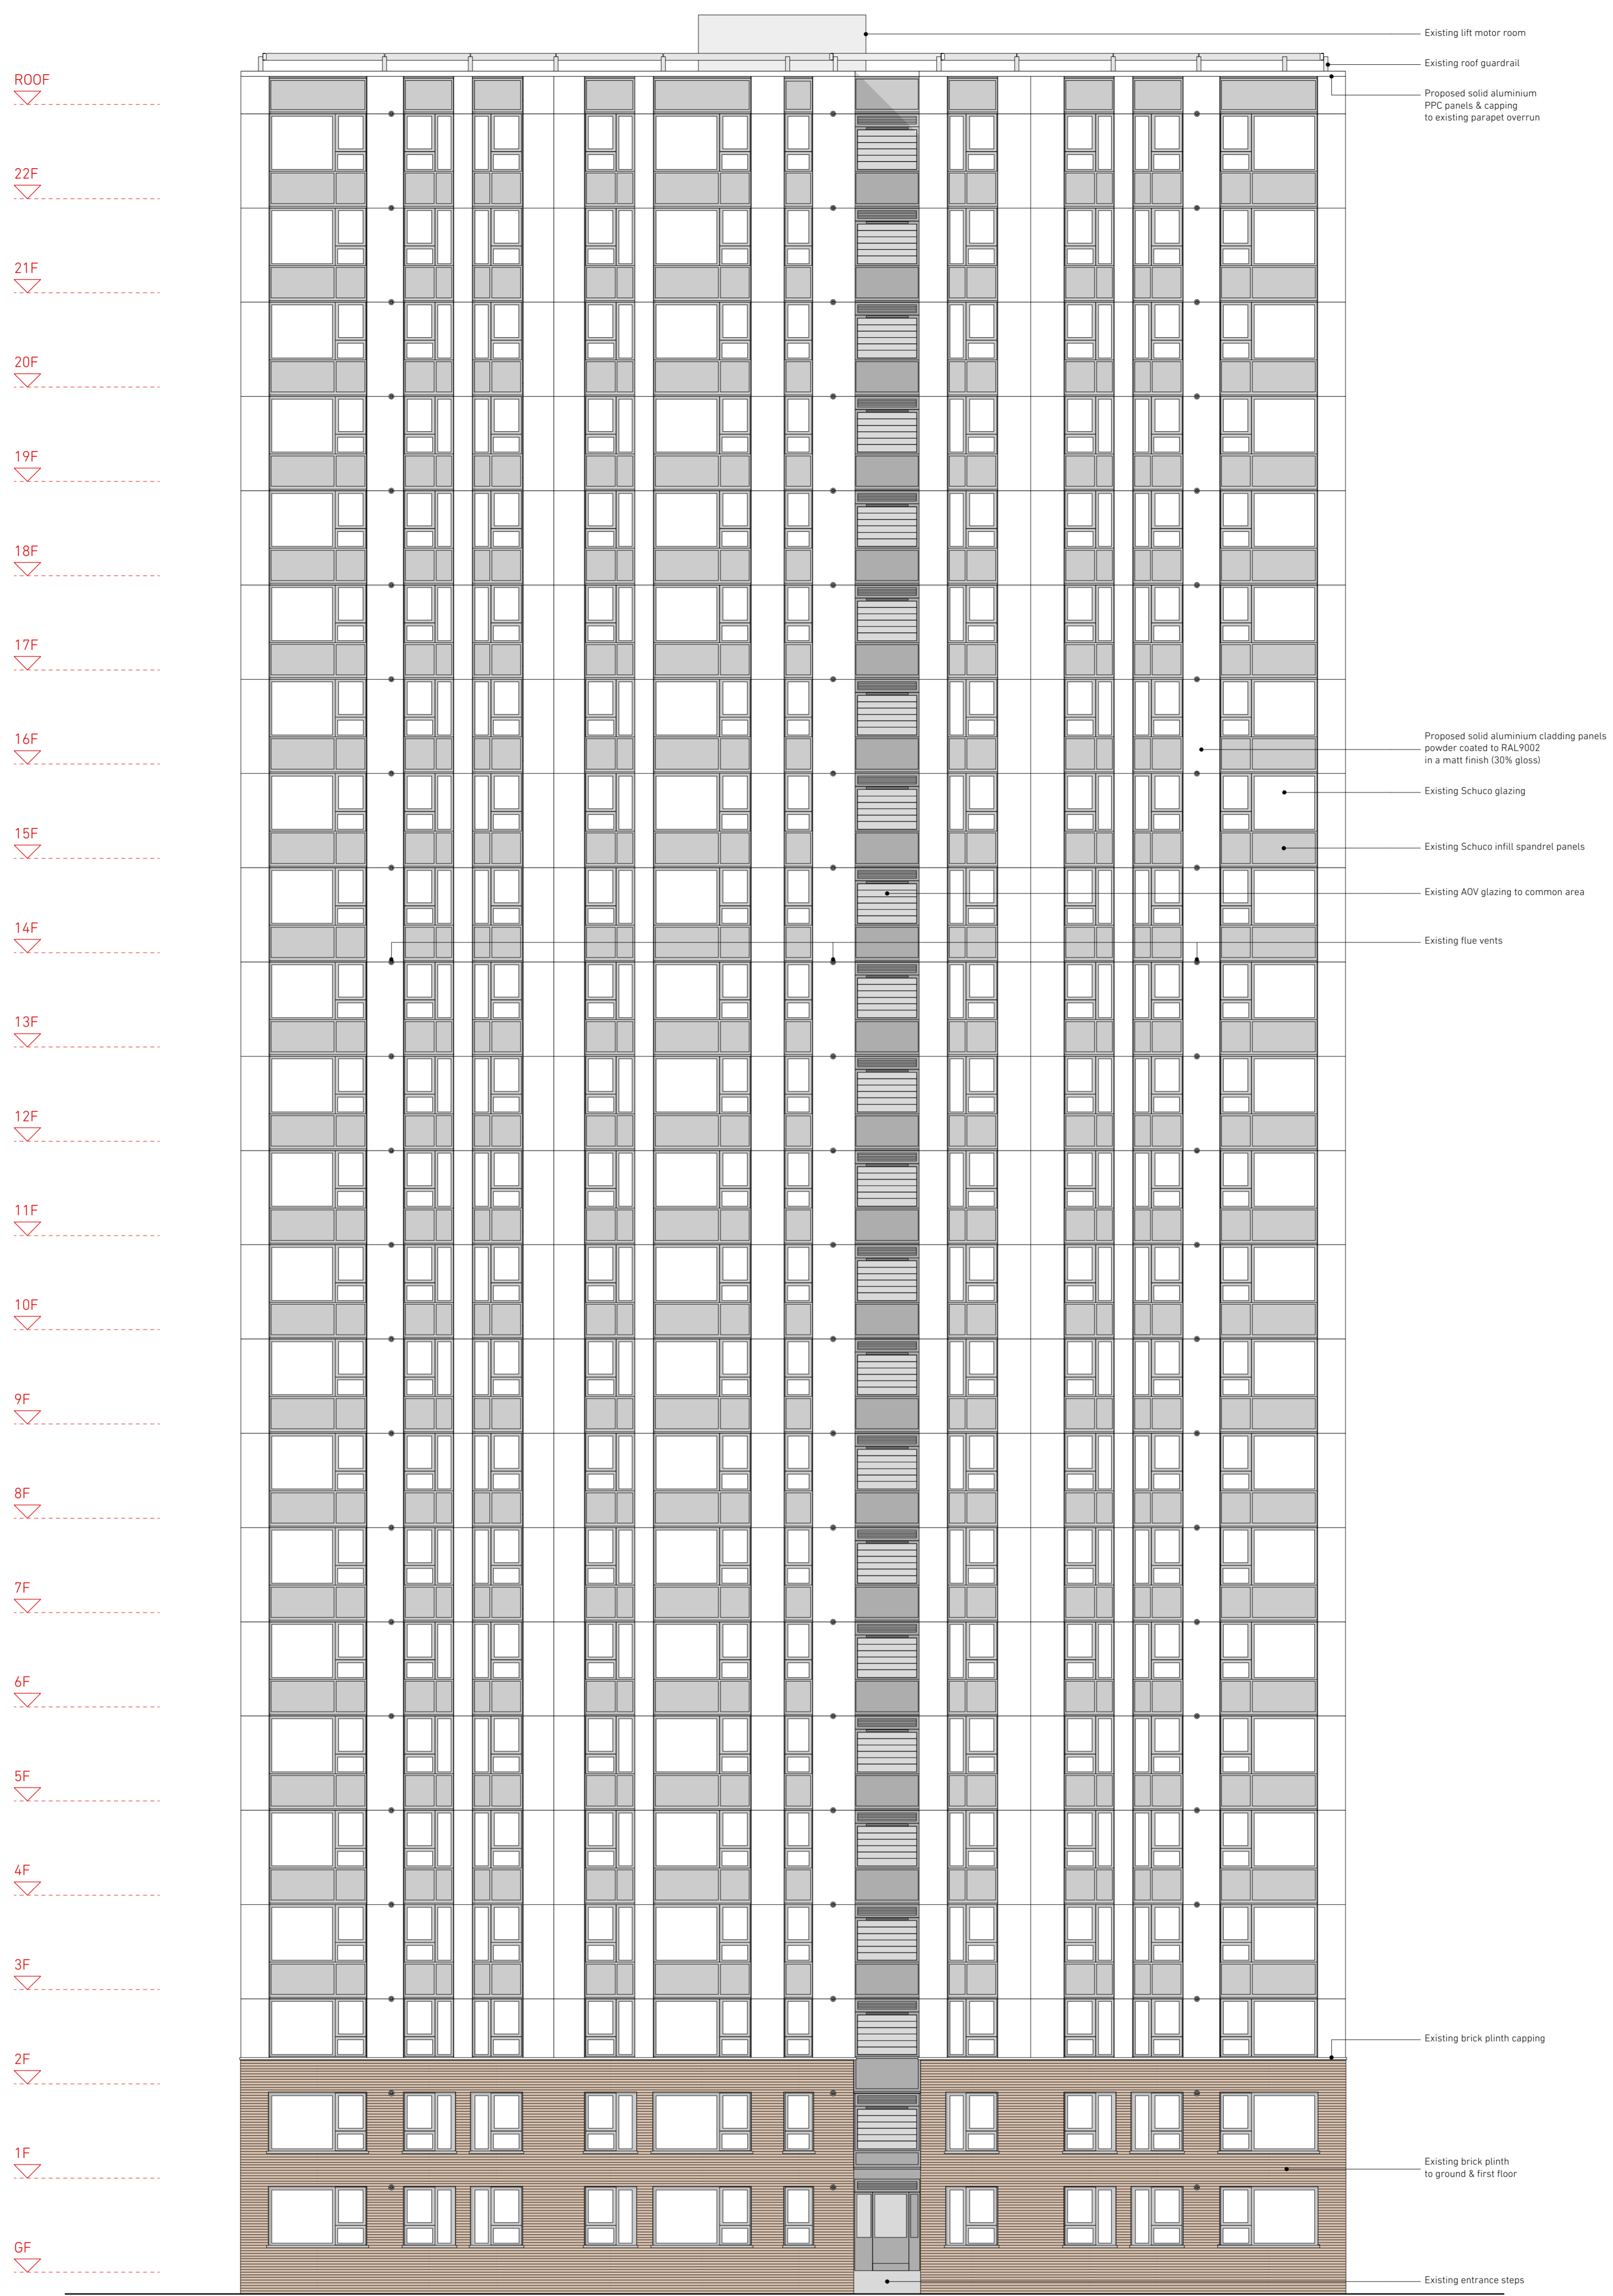 Existing lift motor room
Existing roof guardrail
ROOF
Proposed solid aluminium
PPC panels & capping
to existing parapet overrun
22F
21F
20F
19F
18F
17F
16F
Proposed solid aluminium cladding panels
powder coated to RAL9002
in a matt finish (30% gloss)
Existing Schuco glazing
15F
Existing Schuco infill spandrel panels
Existing AOV glazing to common area
14F
Existing flue vents
13F
12F
11F
10F
9F
8F
7F
6F
5F
4F
3F
Existing brick plinth capping
2F
1F
Existing brick plinth
to ground & first floor
GF
Existing entrance steps